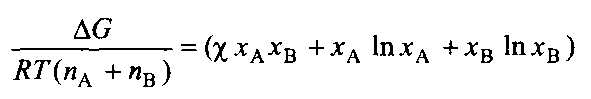 ΔG / RT(n_A + n_B) = (χ x_A x_B + x_A ln x_A + x_B ln x_B)